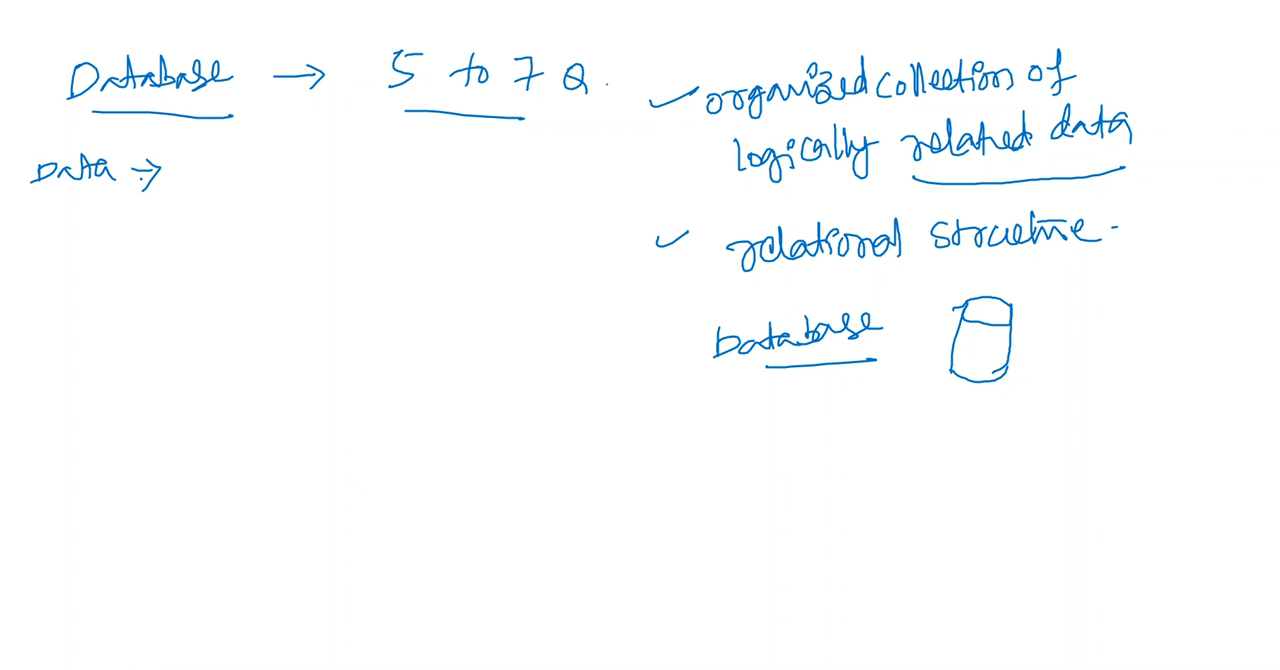 Database → 5 to 7 Q.
Data →
✓ organized collection of
logically related data
✓ relational structure.
Database